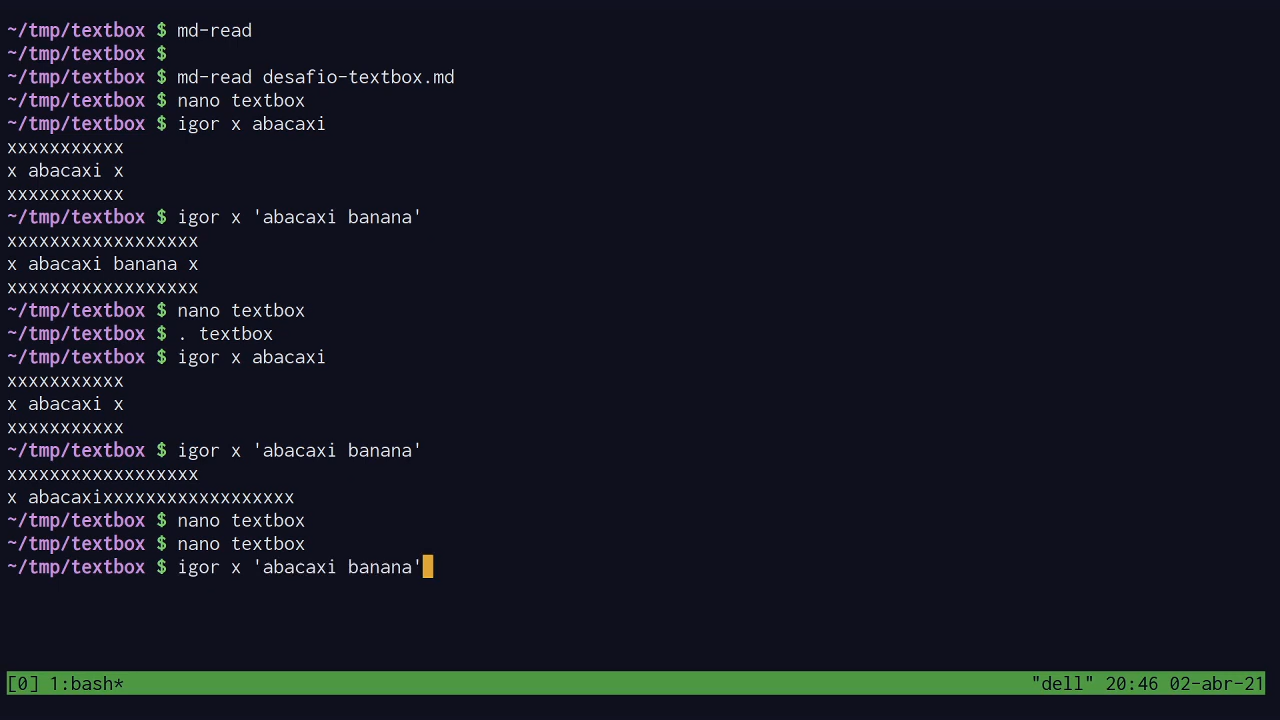 ~/tmp/textbox $ md-read
~/tmp/textbox $
~/tmp/textbox $ md-read desafio-textbox.md
~/tmp/textbox $ nano textbox
~/tmp/textbox $ igor x abacaxi
xxxxxxxxxxx
x abacaxi x
xxxxxxxxxxx
~/tmp/textbox $ igor x 'abacaxi banana'
xxxxxxxxxxxxxxxxxx
x abacaxi banana x
xxxxxxxxxxxxxxxxxx
~/tmp/textbox $ nano textbox
~/tmp/textbox $ . textbox
~/tmp/textbox $ igor x abacaxi
xxxxxxxxxxx
x abacaxi x
xxxxxxxxxxx
~/tmp/textbox $ igor x 'abacaxi banana'
xxxxxxxxxxxxxxxxxx
x abacaxixxxxxxxxxxxxxxxxxx
~/tmp/textbox $ nano textbox
~/tmp/textbox $ nano textbox
~/tmp/textbox $ igor x 'abacaxi banana'
[0] 1:bash* "dell" 20:46 02-abr-21